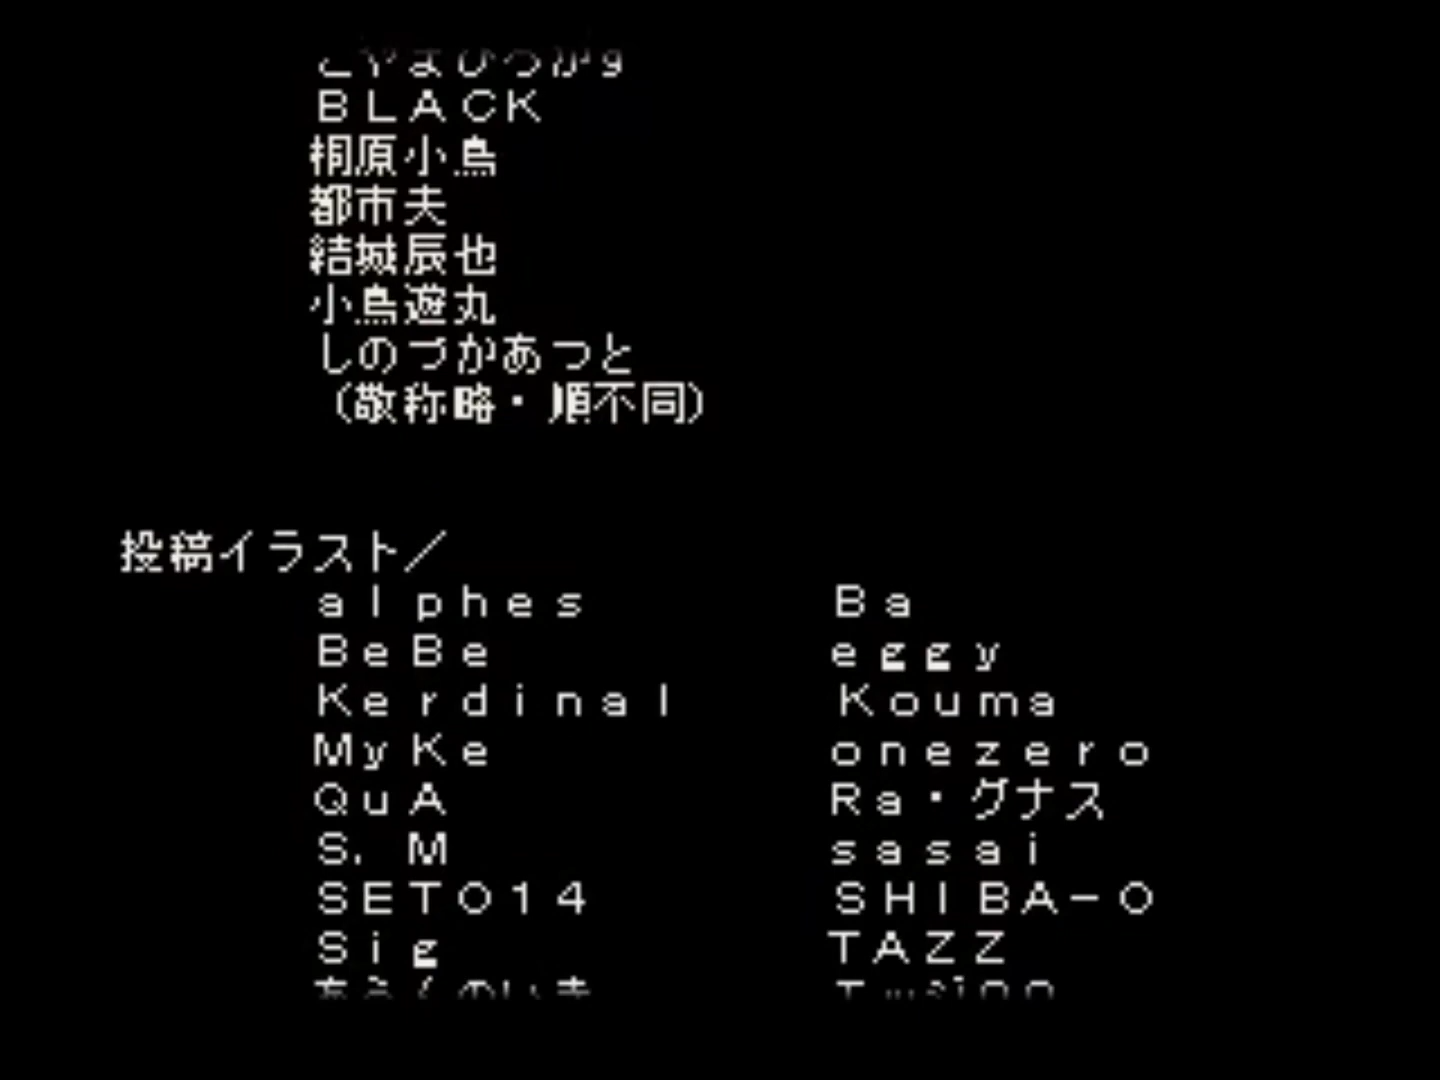 BLACK
桐原小鳥
都市夫
結城辰也
小鳥遊丸
しのづかあつと
(敬称略・順不同)
投稿イラスト/
alphes Ba
BeBe eggy
Kerdinal Kouma
MyKe onezero
QuA Ra・グナス
S.M sasai
SETO14 SHIBA-O
Sig TAZZ